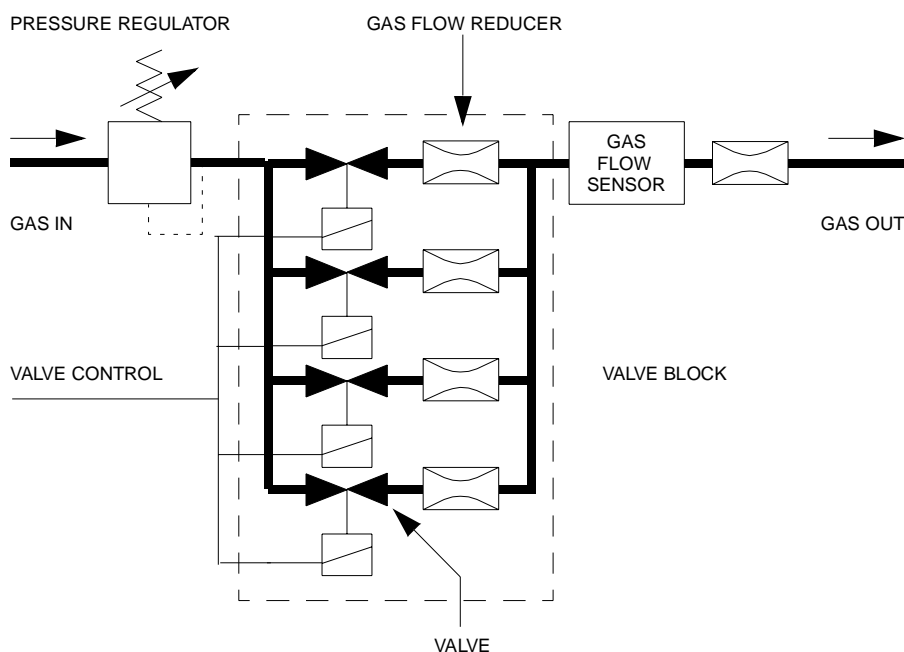 PRESSURE REGULATOR
GAS FLOW REDUCER
GAS
FLOW
SENSOR
GAS IN
GAS OUT
VALVE CONTROL
VALVE BLOCK
VALVE